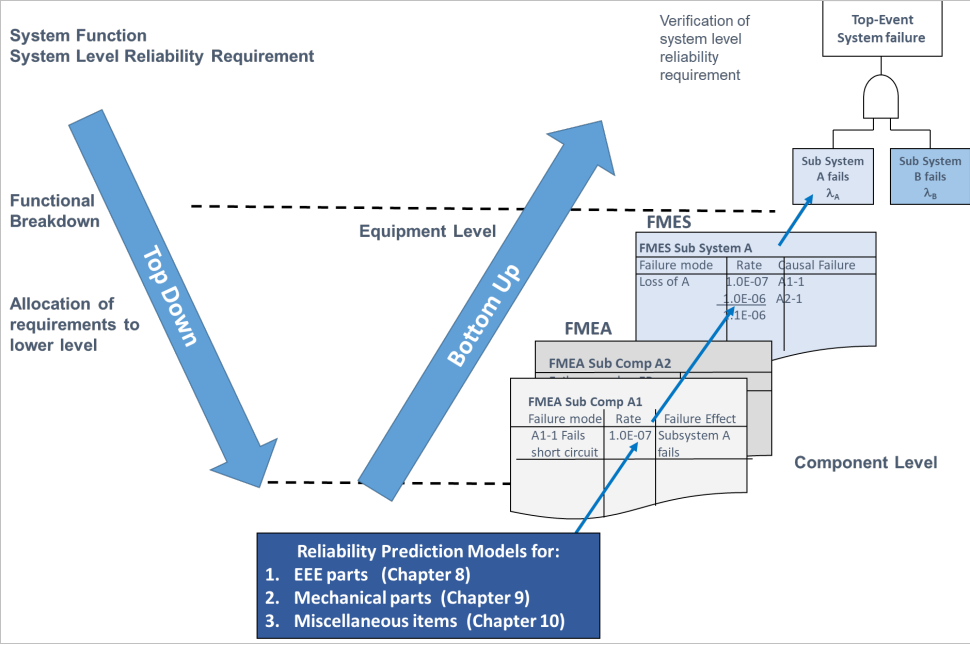 System Function
System Level Reliability Requirement
Verification of
system level
reliability
requirement
Top-Event
System failure
Sub System
A fails
λA
Sub System
B fails
λB
Functional
Breakdown
Equipment Level
Top Down
Bottom Up
Allocation of
requirements to
lower level
FMES
FMES Sub System A
Failure mode Rate Causal Failure
Loss of A 1.0E-07 A1-1
1.0E-06 A2-1
1.1E-06
FMEA
FMEA Sub Comp A2
FMEA Sub Comp A1
Failure mode Rate Failure Effect
A1-1 Fails 1.0E-07 Subsystem A
short circuit fails
Component Level
Reliability Prediction Models for:
1. EEE parts (Chapter 8)
2. Mechanical parts (Chapter 9)
3. Miscellaneous items (Chapter 10)